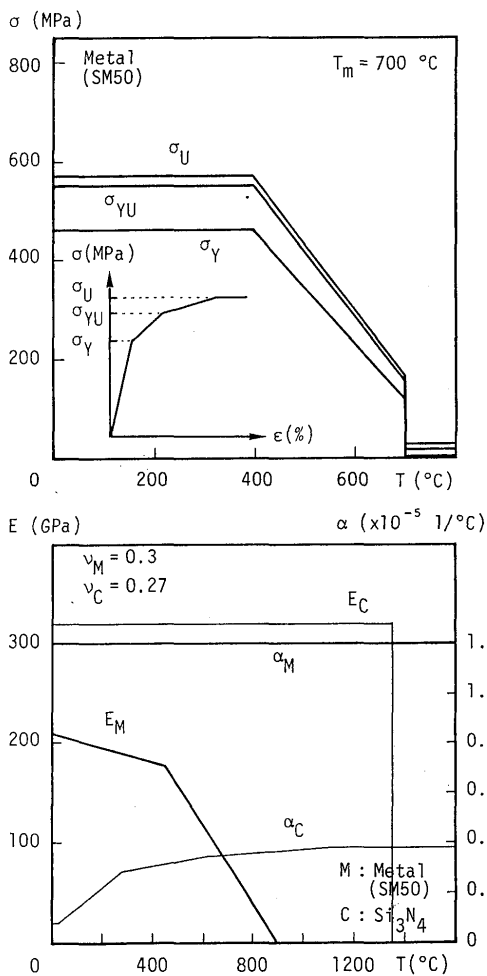 σ (MPa)
800
Metal
(SM50)
T_m = 700 °C
600
σ_U
σ_YU
σ_Y
400
σ(MPa)
σ_U
σ_YU
σ_Y
200
ε(%)
0
200
400
600
T (°C)
E (GPa)
α (x10⁻⁵ 1/°C)
ν_M = 0.3
ν_C = 0.27
E_C
300
1.
α_M
1.
E_M
200
0.
0.
α_C
100
0.
M : Metal
(SM50)
0.
C : Si₃N₄
0
0
400
800
1200
T(°C)